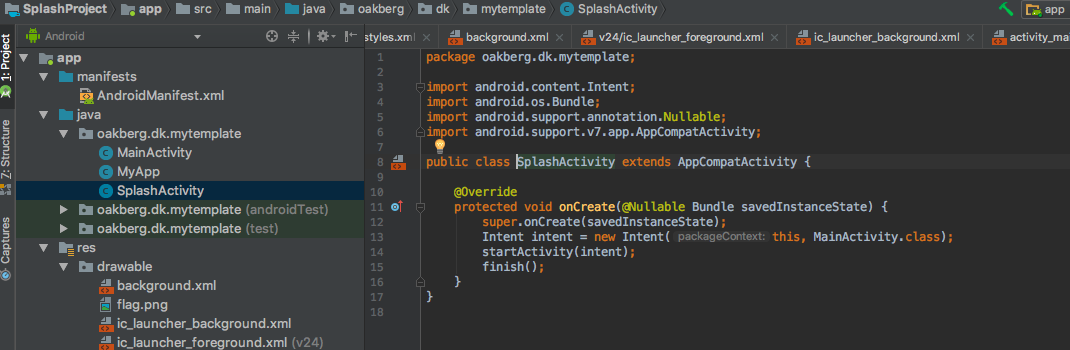 SplashProject app src main java oakberg dk mytemplate SplashActivity app
Android
styles.xml background.xml v24/ic_launcher_foreground.xml ic_launcher_background.xml activity_ma
1: Project
Z: Structure
Captures
app
manifests
AndroidManifest.xml
java
oakberg.dk.mytemplate
MainActivity
MyApp
SplashActivity
oakberg.dk.mytemplate (androidTest)
oakberg.dk.mytemplate (test)
res
drawable
background.xml
flag.png
ic_launcher_background.xml
ic_launcher_foreground.xml (v24)
1 package oakberg.dk.mytemplate;
2
3 import android.content.Intent;
4 import android.os.Bundle;
5 import android.support.annotation.Nullable;
6 import android.support.v7.app.AppCompatActivity;
7
8 public class SplashActivity extends AppCompatActivity {
9
10 @Override
11 protected void onCreate(@Nullable Bundle savedInstanceState) {
12 super.onCreate(savedInstanceState);
13 Intent intent = new Intent( packageContext: this, MainActivity.class);
14 startActivity(intent);
15 finish();
16 }
17 }
18